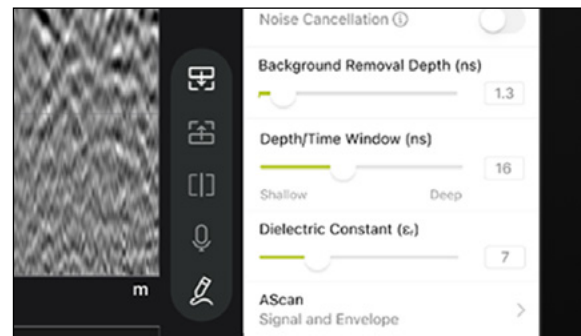 Noise Cancellation ⓘ
Background Removal Depth (ns)
1.3
Depth/Time Window (ns)
16
Shallow Deep
Dielectric Constant (εᵣ)
7
m
AScan
Signal and Envelope